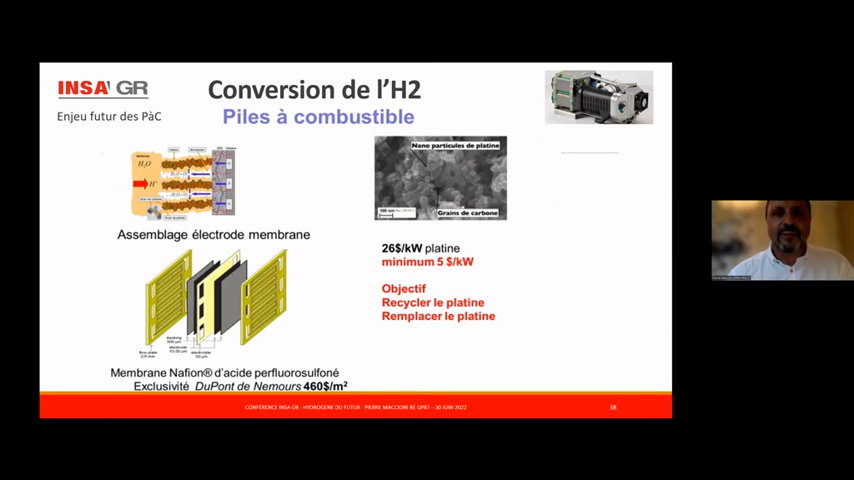 INSA GR
Conversion de l'H2
Enjeu futur des PàC
Piles à combustible
Nano particules de platine
H₂O
H⁺
Grains de carbone
Assemblage électrode membrane
26$/kW platine
minimum 5 $/kW
Objectif
Recycler le platine
Remplacer le platine
Membrane Nafion® d'acide perfluorosulfoné
Exclusivité DuPont de Nemours 460$/m²
CONFÉRENCE INSA GR - HYDROGENE DU FUTUR - PIERRE MACCIONI RE GP87 – 30 JUIN 2022
38